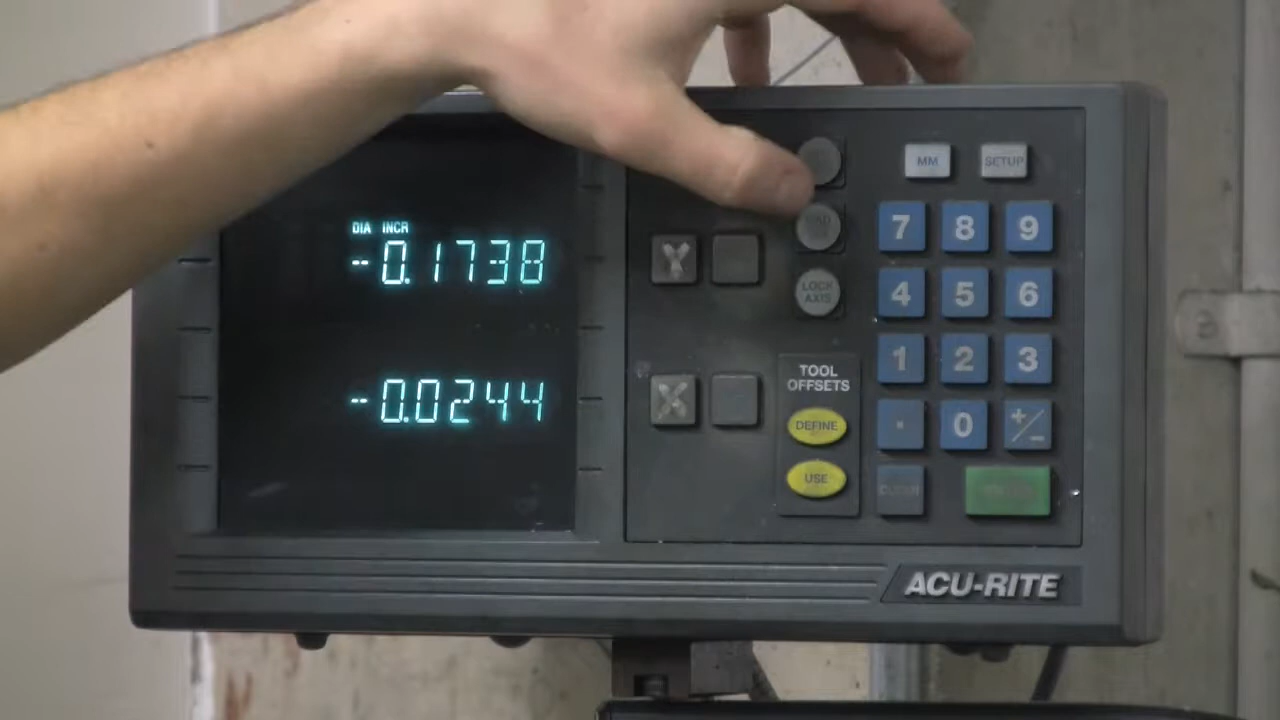 DIA INCR
-0.1738
-0.0244
Y
X
LOCK
AXIS
TOOL
OFFSETS
DEFINE
USE
MM
SETUP
7 8 9
4 5 6
1 2 3
. 0 +/-
CLEAR
ACU-RITE